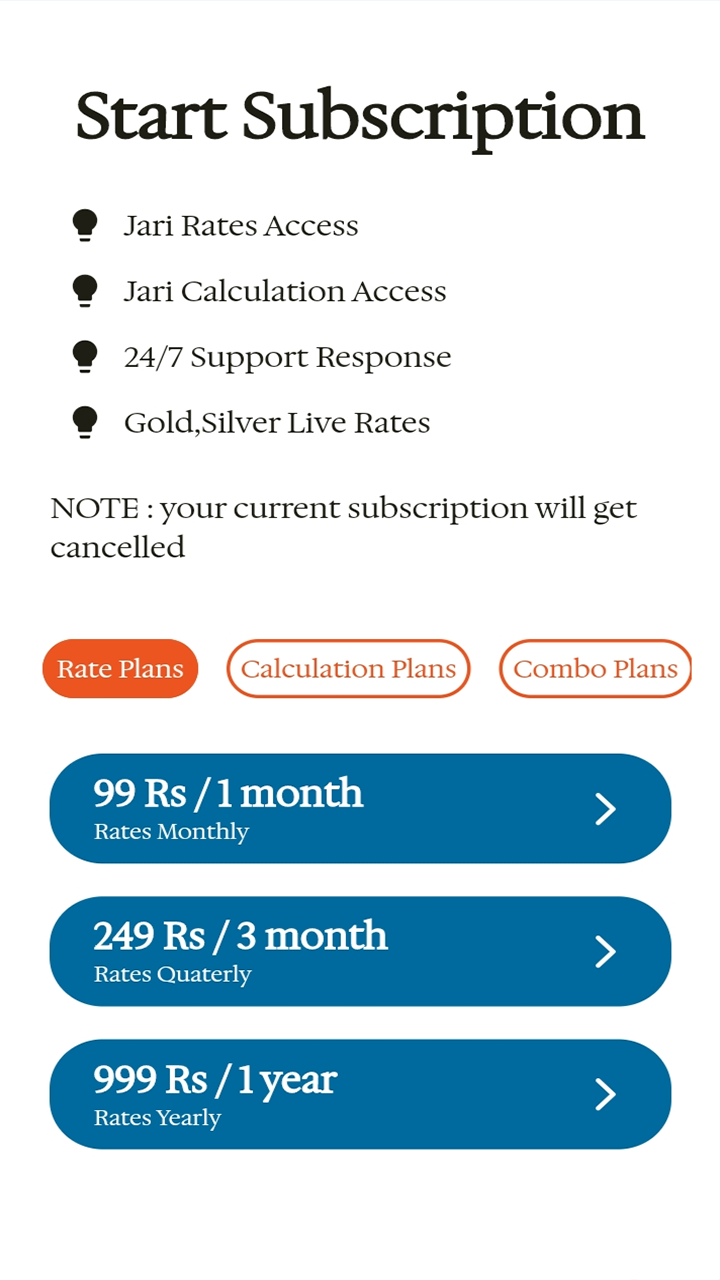 Start Subscription
Jari Rates Access
Jari Calculation Access
24/7 Support Response
Gold,Silver Live Rates
NOTE : your current subscription will get
cancelled
Rate Plans
Calculation Plans
Combo Plans
99 Rs / 1 month
Rates Monthly
249 Rs / 3 month
Rates Quaterly
999 Rs / 1 year
Rates Yearly